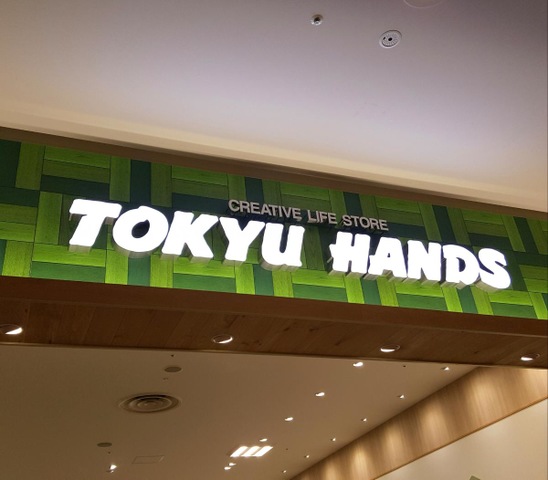 CREATIVE LIFE STORE
TOKYU HANDS